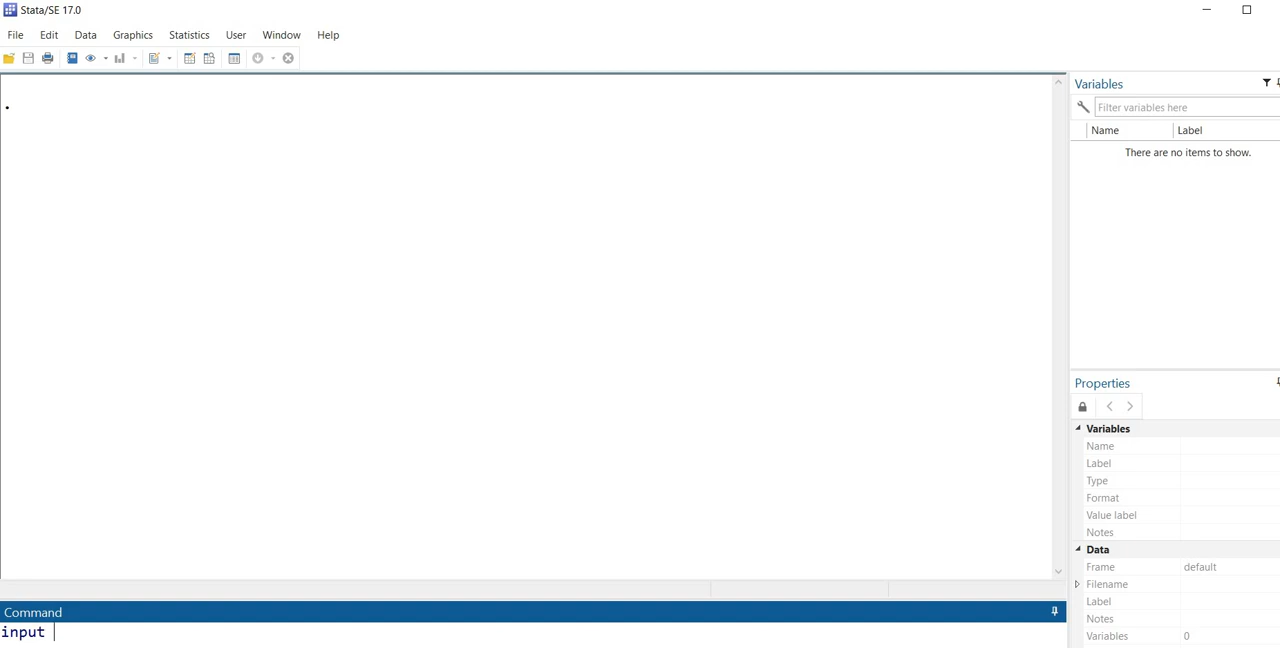 Stata/SE 17.0
File Edit Data Graphics Statistics User Window Help
.
Variables
Filter variables here
Name Label
There are no items to show.
Properties
Variables
Name
Label
Type
Format
Value label
Notes
Data
Frame default
Filename
Label
Notes
Variables 0
Command
input